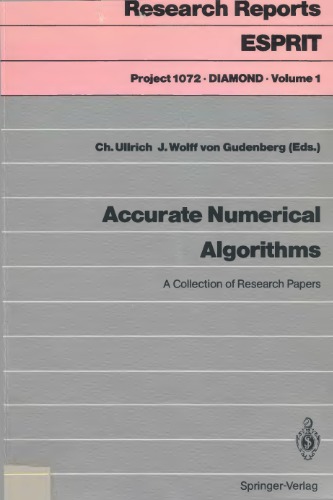 Research Reports
ESPRIT
Project 1072 · DIAMOND · Volume 1
Ch. Ullrich J. Wolff von Gudenberg (Eds.)
Accurate Numerical
Algorithms
A Collection of Research Papers
Springer-Verlag